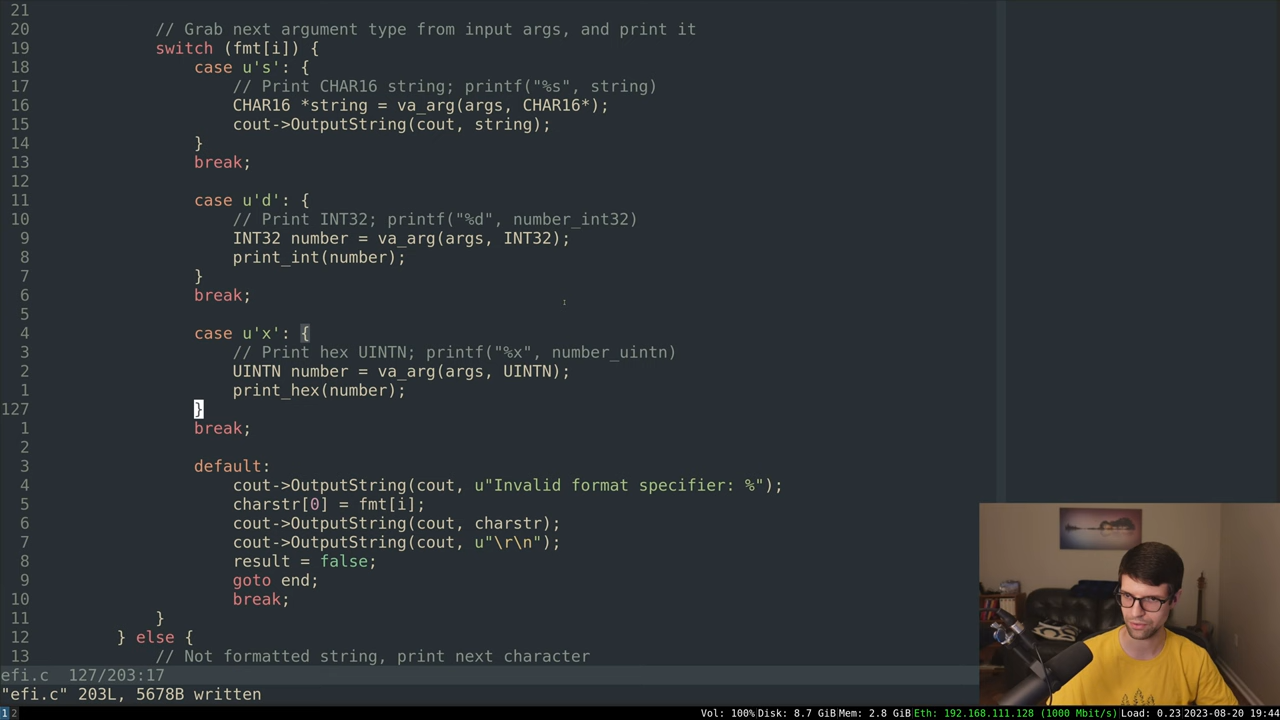 21
20 // Grab next argument type from input args, and print it
19 switch (fmt[i]) {
18 case u's': {
17 // Print CHAR16 string; printf("%s", string)
16 CHAR16 *string = va_arg(args, CHAR16*);
15 cout->OutputString(cout, string);
14 }
13 break;
12
11 case u'd': {
10 // Print INT32; printf("%d", number_int32)
9 INT32 number = va_arg(args, INT32);
8 print_int(number);
7 }
6 break;
5
4 case u'x': {
3 // Print hex UINTN; printf("%x", number_uintn)
2 UINTN number = va_arg(args, UINTN);
1 print_hex(number);
127 }
1 break;
2
3 default:
4 cout->OutputString(cout, u"Invalid format specifier: %");
5 charstr[0] = fmt[i];
6 cout->OutputString(cout, charstr);
7 cout->OutputString(cout, u"\r\n");
8 result = false;
9 goto end;
10 break;
11 }
12 } else {
13 // Not formatted string, print next character
efi.c 127/203:17
"efi.c" 203L, 5678B written
1 2 Vol: 100% Disk: 8.7 GiB Mem: 2.8 GiB Eth: 192.168.111.128 (1000 Mbit/s) Load: 0.23 2023-08-20 19:44